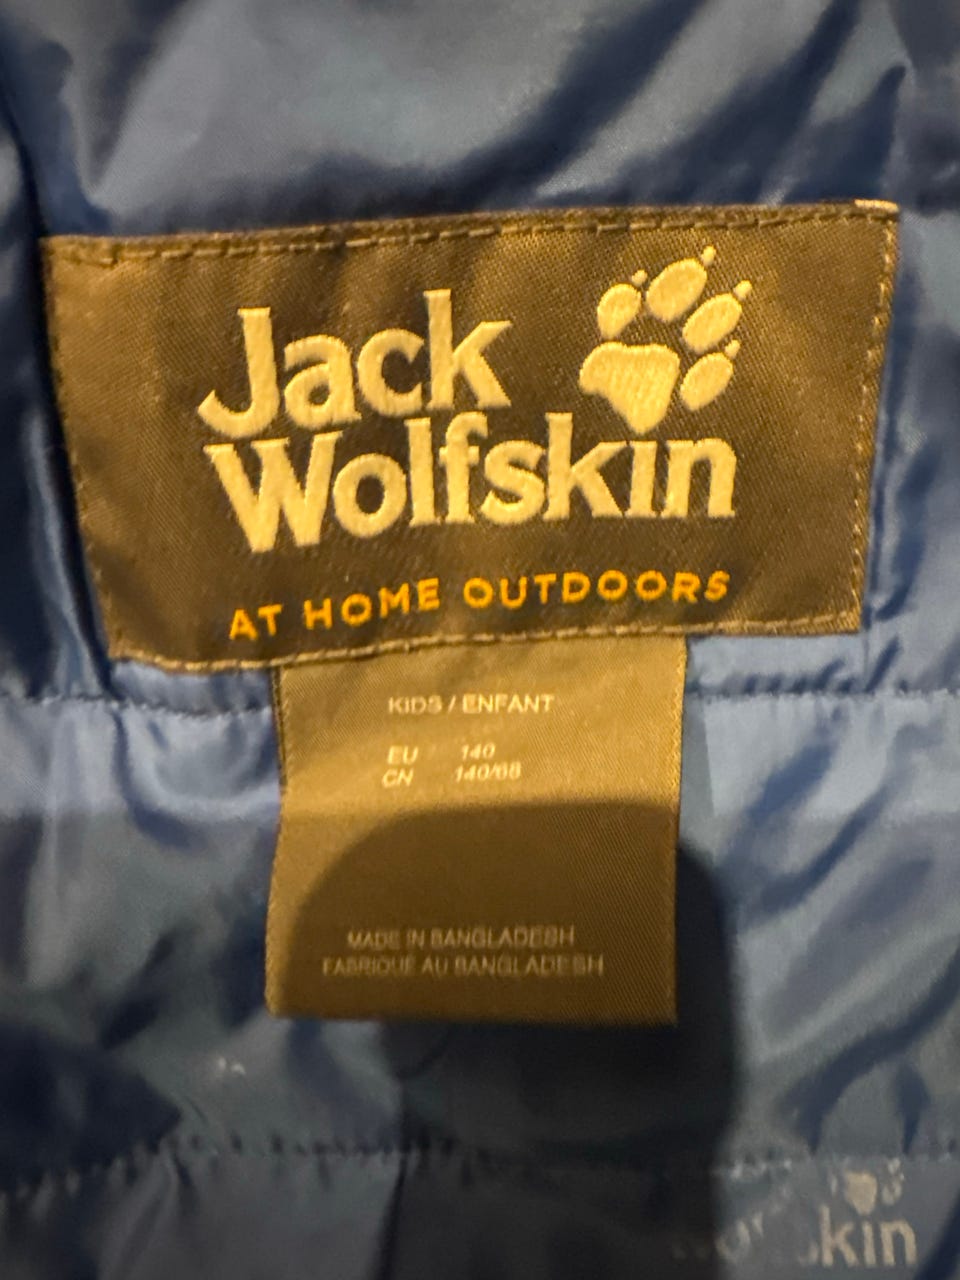 Jack
Wolfskin
AT HOME OUTDOORS
KIDS / ENFANT
EU 140
CN 140/68
MADE IN BANGLADESH
FABRIQUÉ AU BANGLADESH